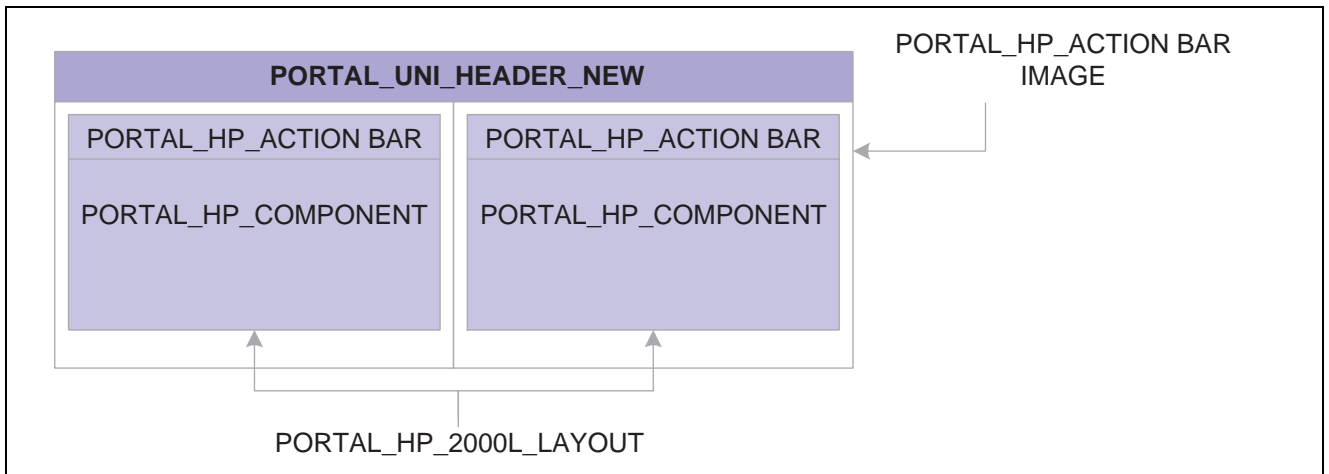 PORTAL_HP_ACTION BAR
IMAGE
PORTAL_UNI_HEADER_NEW
PORTAL_HP_ACTION BAR
PORTAL_HP_ACTION BAR
PORTAL_HP_COMPONENT
PORTAL_HP_COMPONENT
PORTAL_HP_2000L_LAYOUT